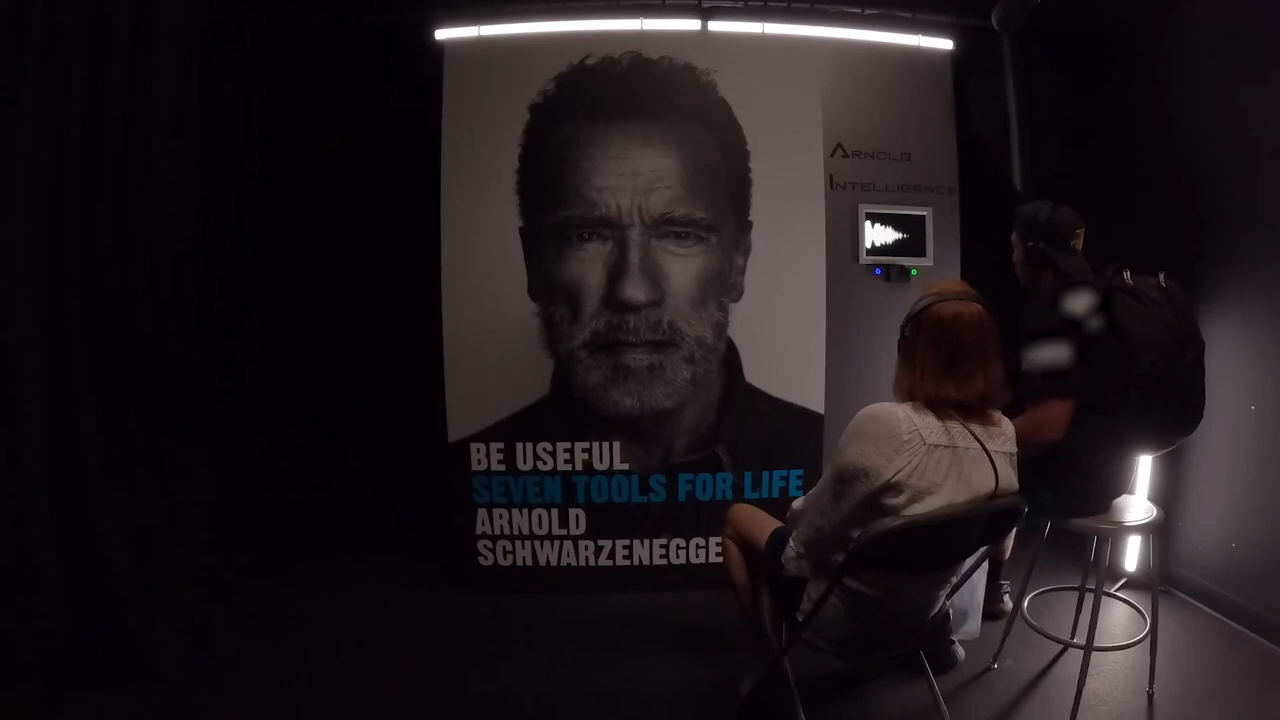 BE USEFUL
SEVEN TOOLS FOR LIFE
ARNOLD
SCHWARZENEGGE
ARNOLD
INTELLIGENCE